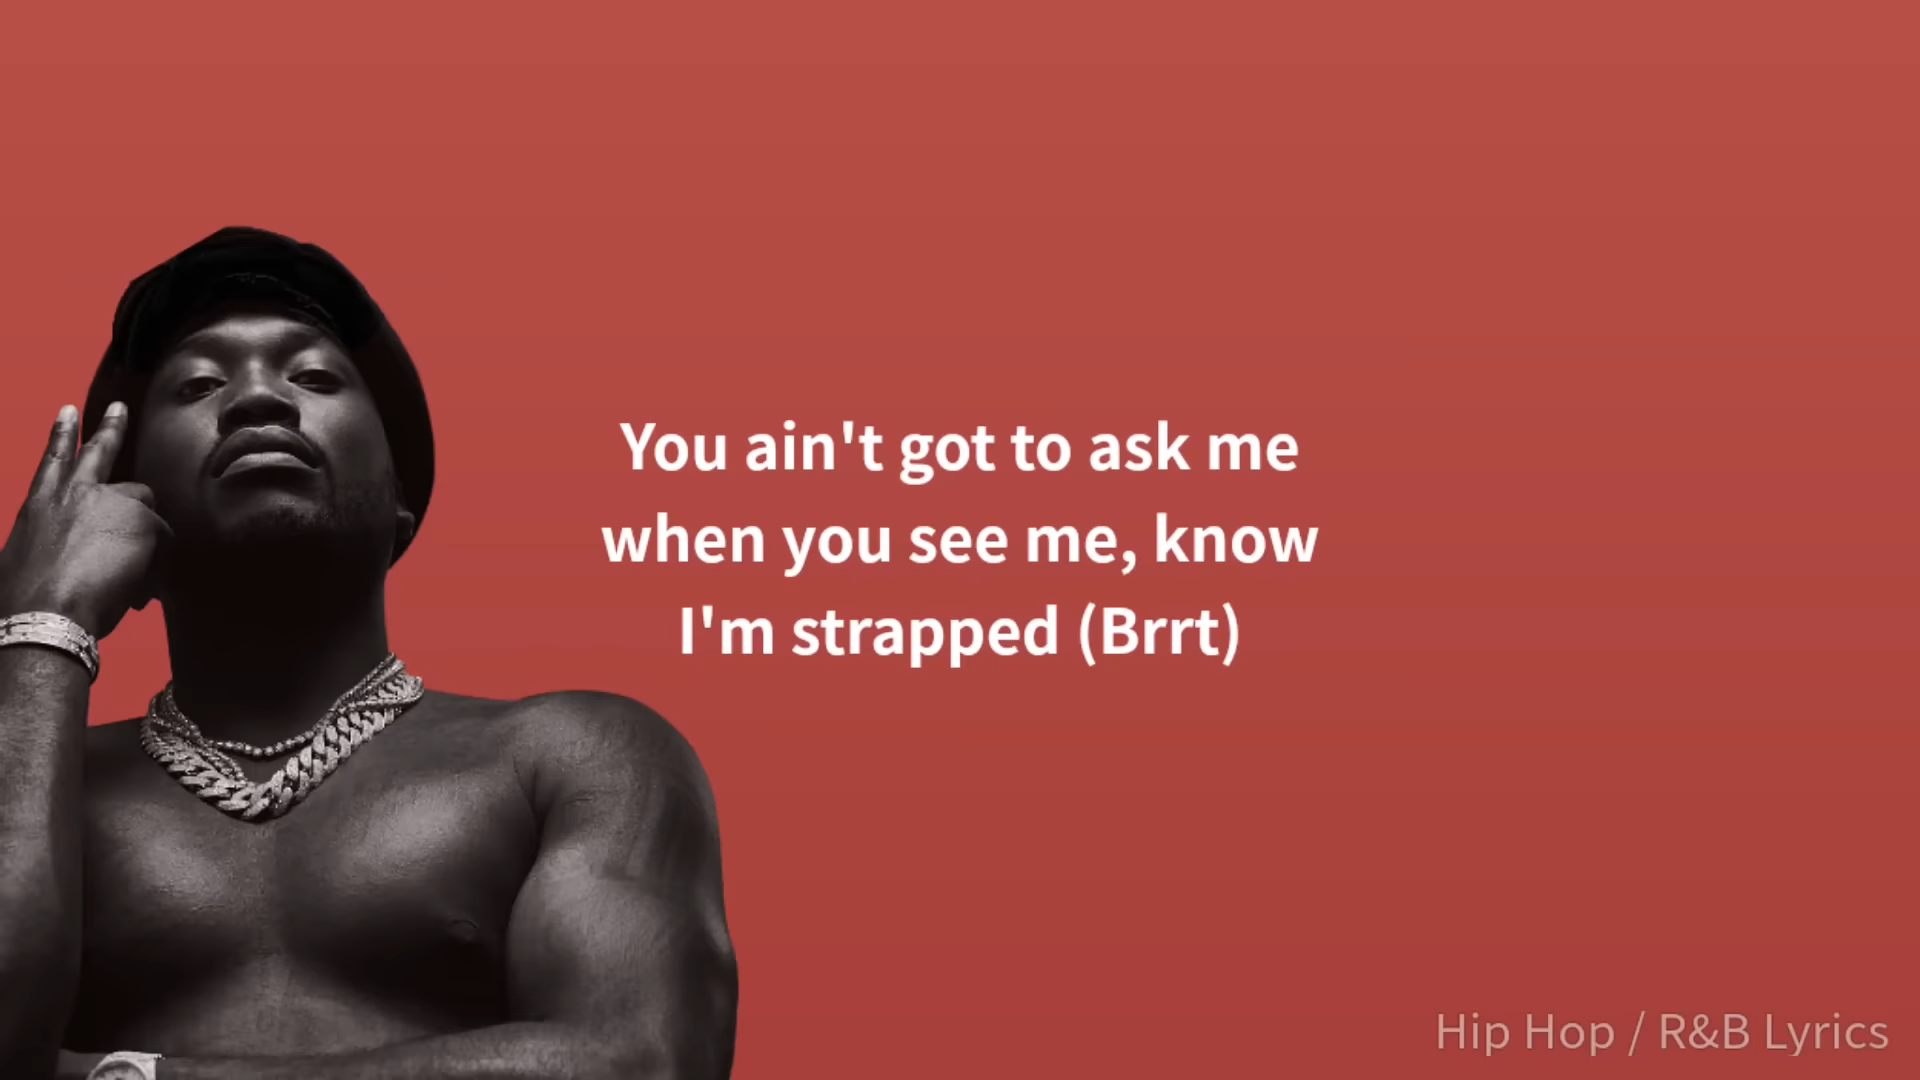 You ain't got to ask me
when you see me, know
I'm strapped (Brrt)
Hip Hop / R&B Lyrics